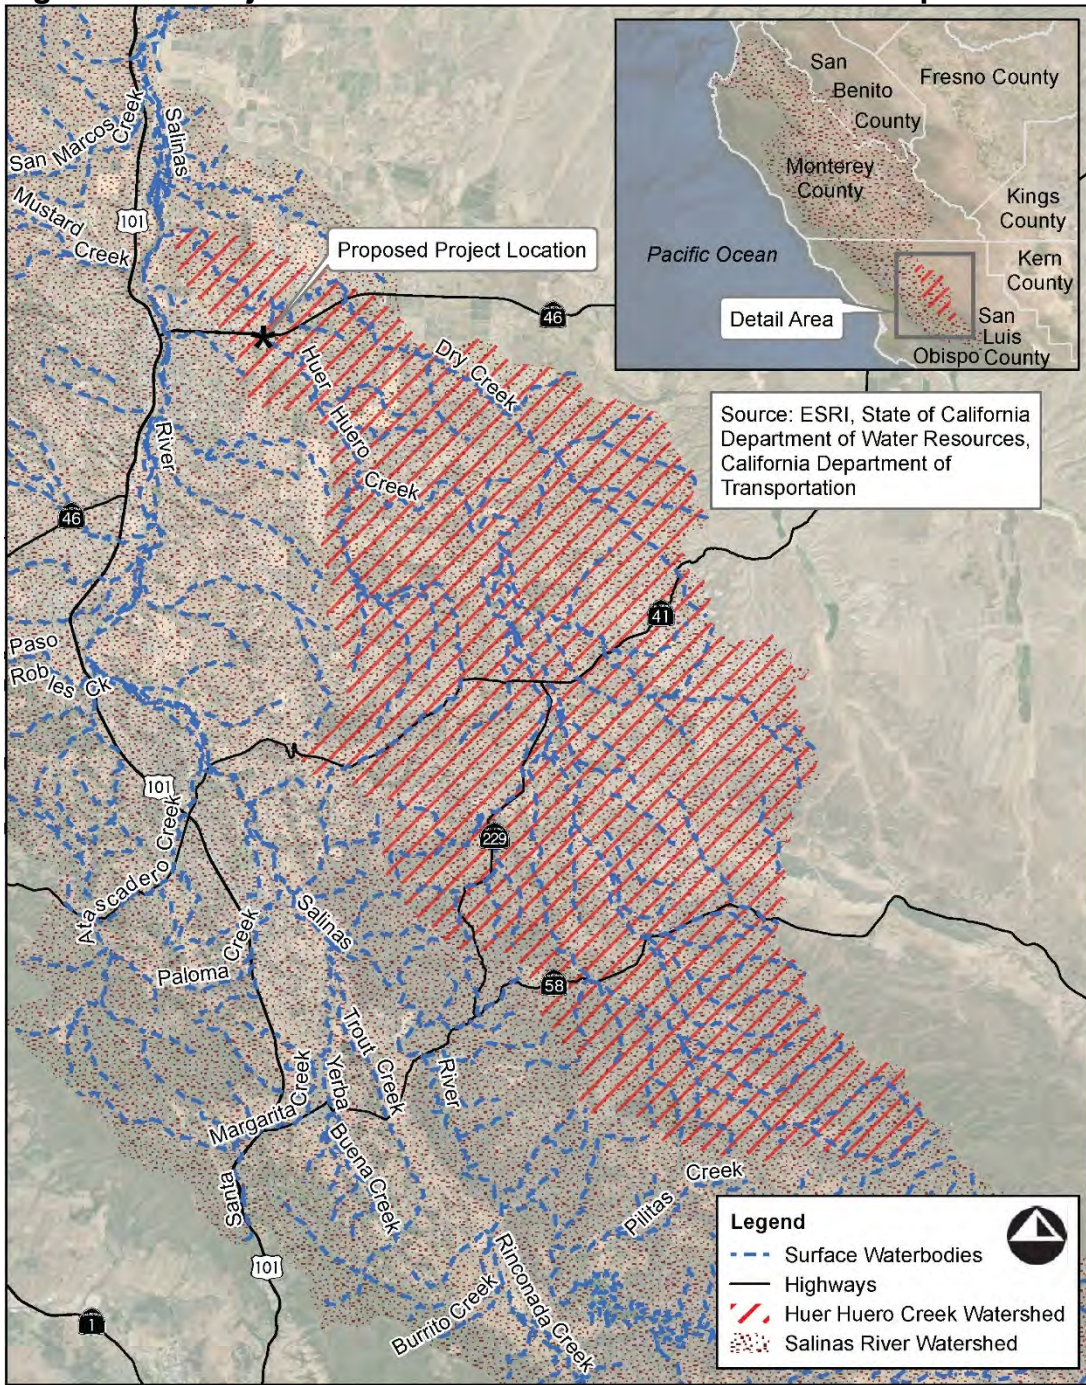 San
Benito
County
Fresno County
Monterey
County
Kings
County
Pacific Ocean
Kern
County
Detail Area
San
Luis
Obispo County
Source: ESRI, State of California
Department of Water Resources,
California Department of
Transportation
San Marcos Creek
Salinas
Mustard
Creek
101
Proposed Project Location
46
Dry Creek
Huer Huero Creek
River
46
41
Paso
Robles Ck
101
229
Atascadero Creek
Salinas
Paloma Creek
58
Trout Creek
River
Yerba
Buena Creek
Santa Margarita Creek
Pilitas Creek
101
Rinconada Creek
Burrito Creek
1
Legend
Surface Waterbodies
Highways
Huer Huero Creek Watershed
Salinas River Watershed